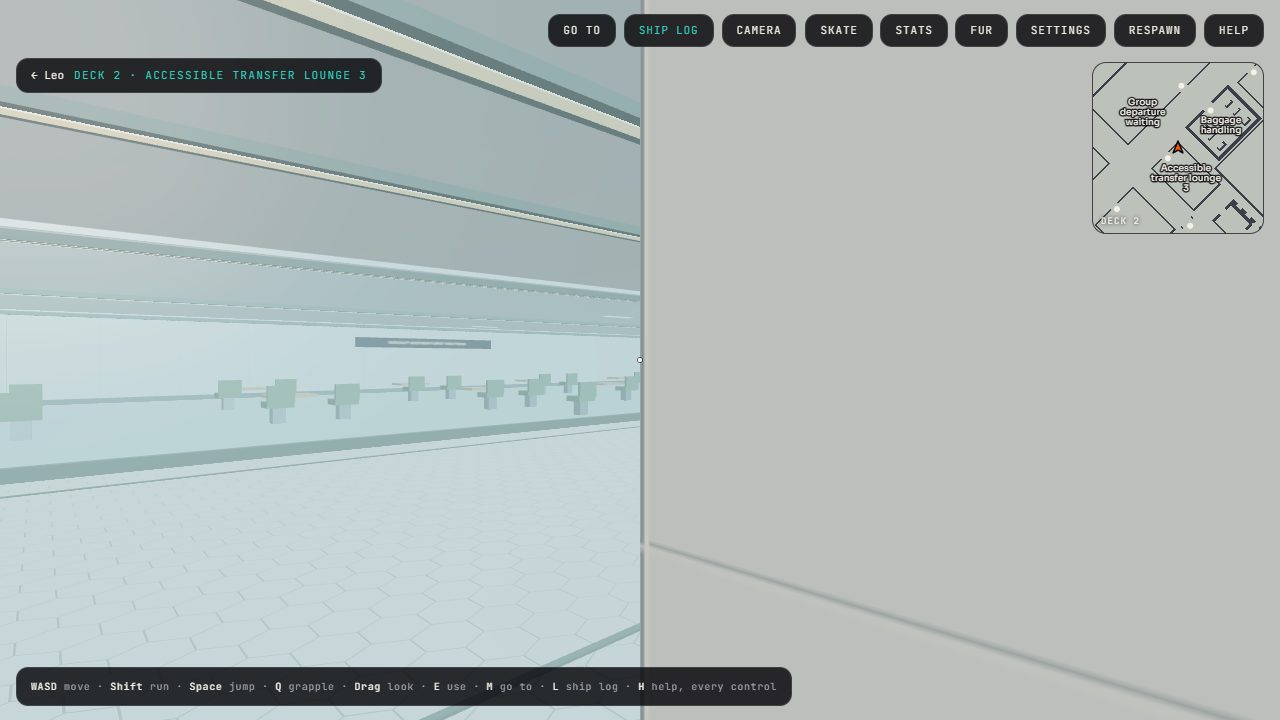 GO TO
SHIP LOG
CAMERA
SKATE
STATS
FUR
SETTINGS
RESPAWN
HELP
← Leo DECK 2 · ACCESSIBLE TRANSFER LOUNGE 3
Group
departure
waiting
Baggage
handling
Accessible
transfer lounge
3
DECK 2
WASD move · Shift run · Space jump · Q grapple · Drag look · E use · M go to · L ship log · H help, every control